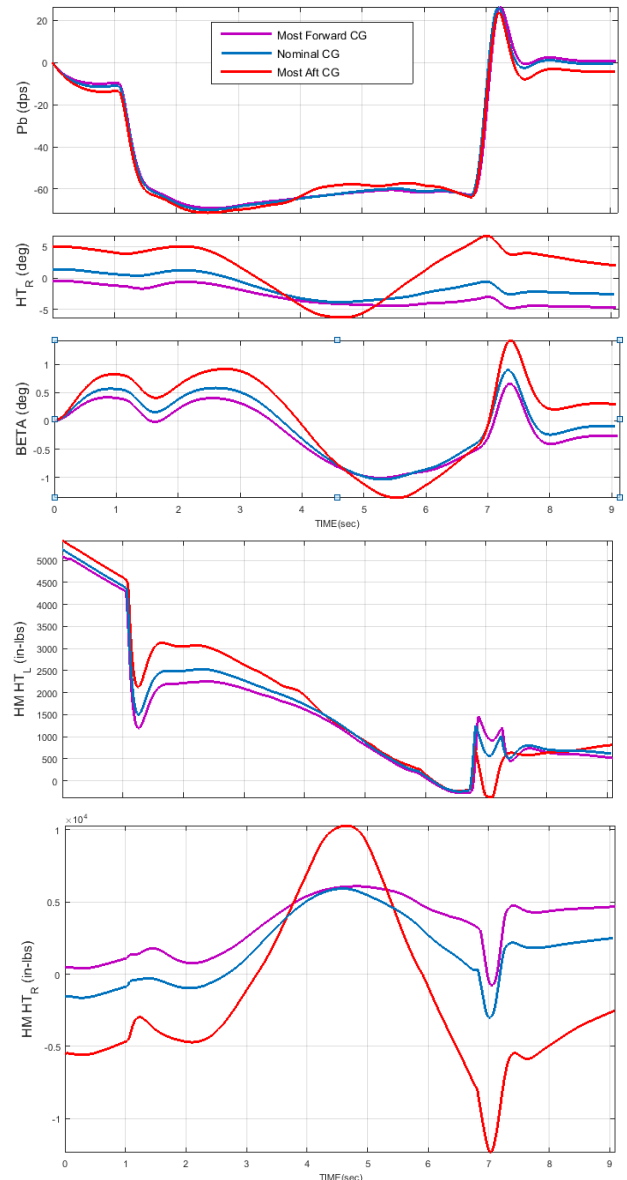 Most Forward CG
Nominal CG
Most Aft CG
Pb (dps)
20
0
-20
-40
-60
HT_R (deg)
5
0
-5
BETA (deg)
1
0.5
0.0
-0.5
-1
0 1 2 3 4 5 6 7 8 9
TIME(sec)
HM HT_L (in-lbs)
5000
4500
4000
3500
3000
2500
2000
1500
1000
500
0
×10^4
HM HT_R (in-lbs)
1
0.5
0
-0.5
-1
0 1 2 3 4 5 6 7 8 9
TIME(sec)